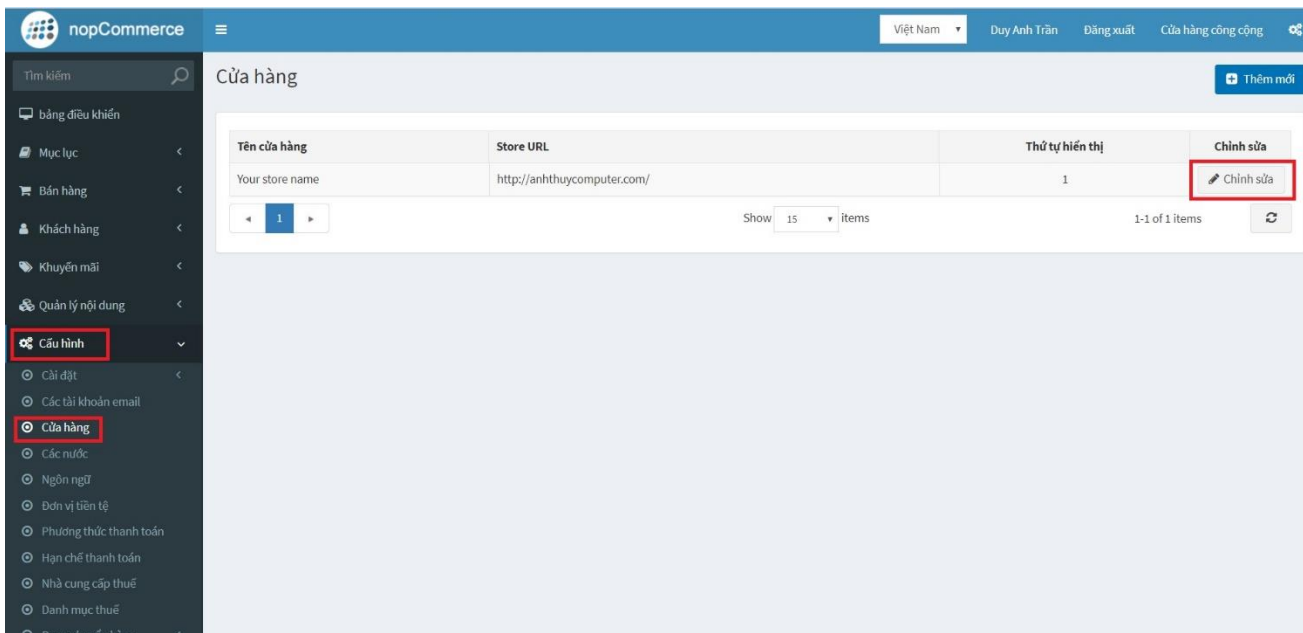 nopCommerce
Việt Nam Duy Anh Trần Đăng xuất Cửa hàng công cộng
Tìm kiếm
Cửa hàng
Thêm mới
bảng điều khiển
Mục lục
Bán hàng
Khách hàng
Khuyến mãi
Quản lý nội dung
Cấu hình
Cài đặt
Các tài khoản email
Cửa hàng
Các nước
Ngôn ngữ
Đơn vị tiền tệ
Phương thức thanh toán
Hạn chế thanh toán
Nhà cung cấp thuế
Danh mục thuế
Tên cửa hàng Store URL Thứ tự hiển thị Chỉnh sửa
Your store name http://anhthuycomputer.com/ 1 Chỉnh sửa
1 Show 15 items 1-1 of 1 items